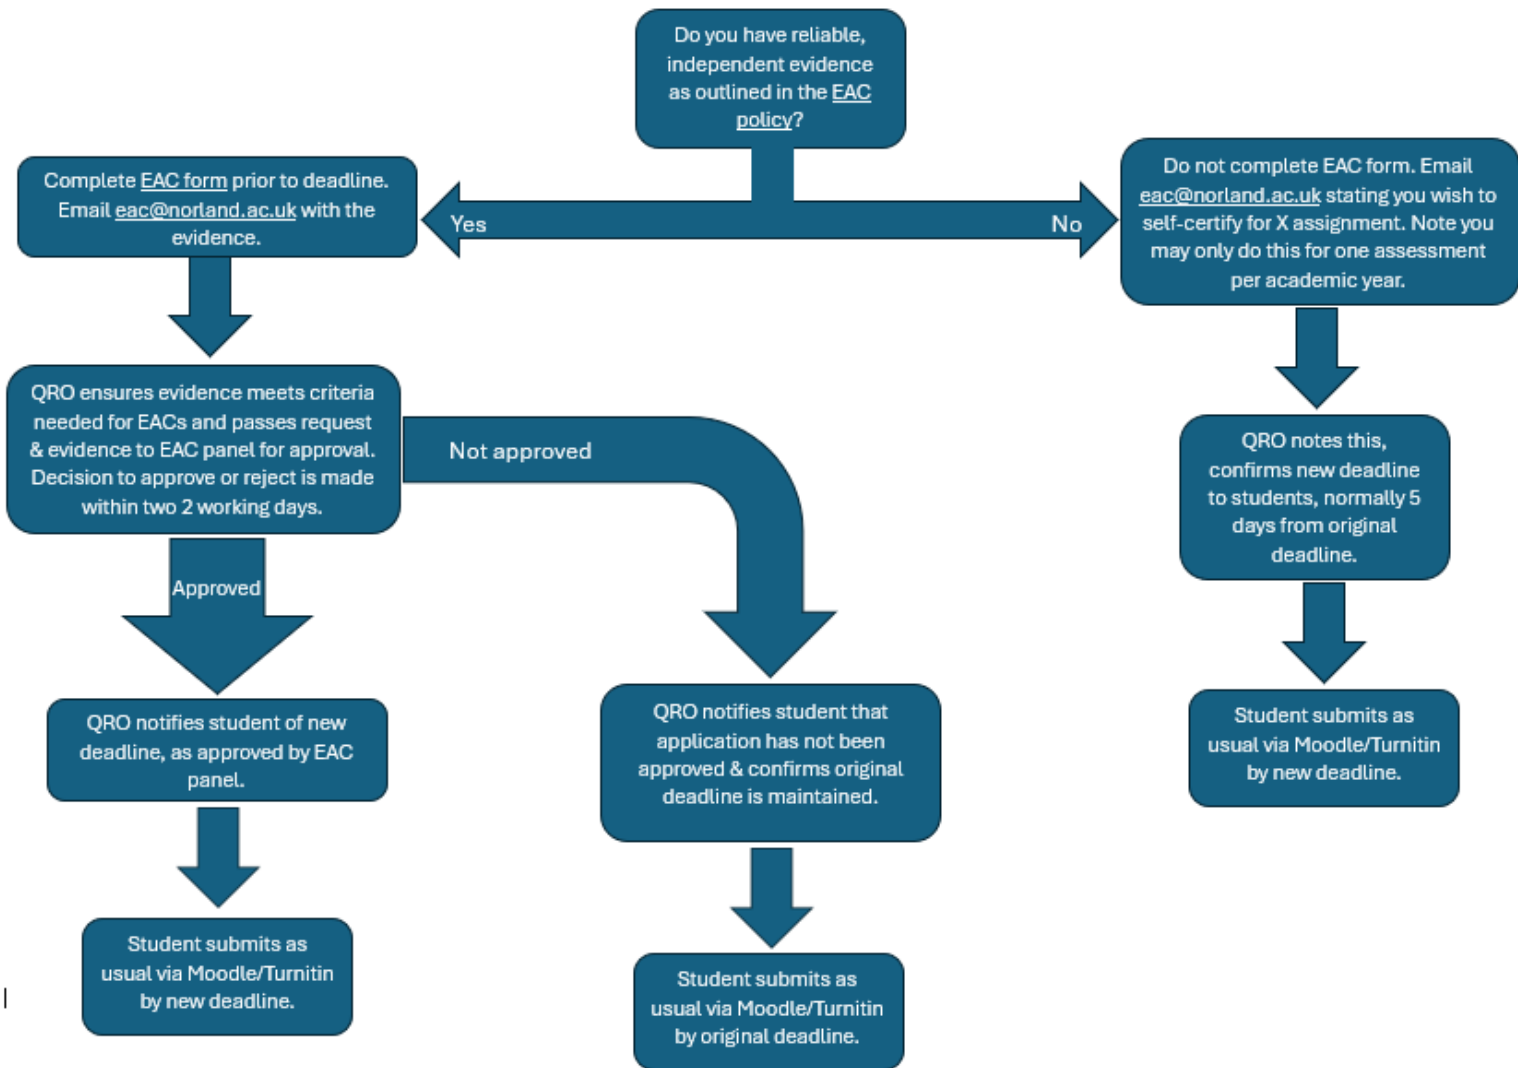 Do you have reliable,
independent evidence
as outlined in the EAC
policy?
Complete EAC form prior to deadline.
Email eac@norland.ac.uk with the
evidence.
Yes
No
Do not complete EAC form. Email
eac@norland.ac.uk stating you wish to
self-certify for X assignment. Note you
may only do this for one assessment
per academic year.
QRO ensures evidence meets criteria
needed for EACs and passes request
& evidence to EAC panel for approval.
Decision to approve or reject is made
within two 2 working days.
Not approved
QRO notes this,
confirms new deadline
to students, normally 5
days from original
deadline.
Approved
QRO notifies student of new
deadline, as approved by EAC
panel.
QRO notifies student that
application has not been
approved & confirms original
deadline is maintained.
Student submits as
usual via Moodle/Turnitin
by new deadline.
Student submits as
usual via Moodle/Turnitin
by new deadline.
Student submits as
usual via Moodle/Turnitin
by original deadline.